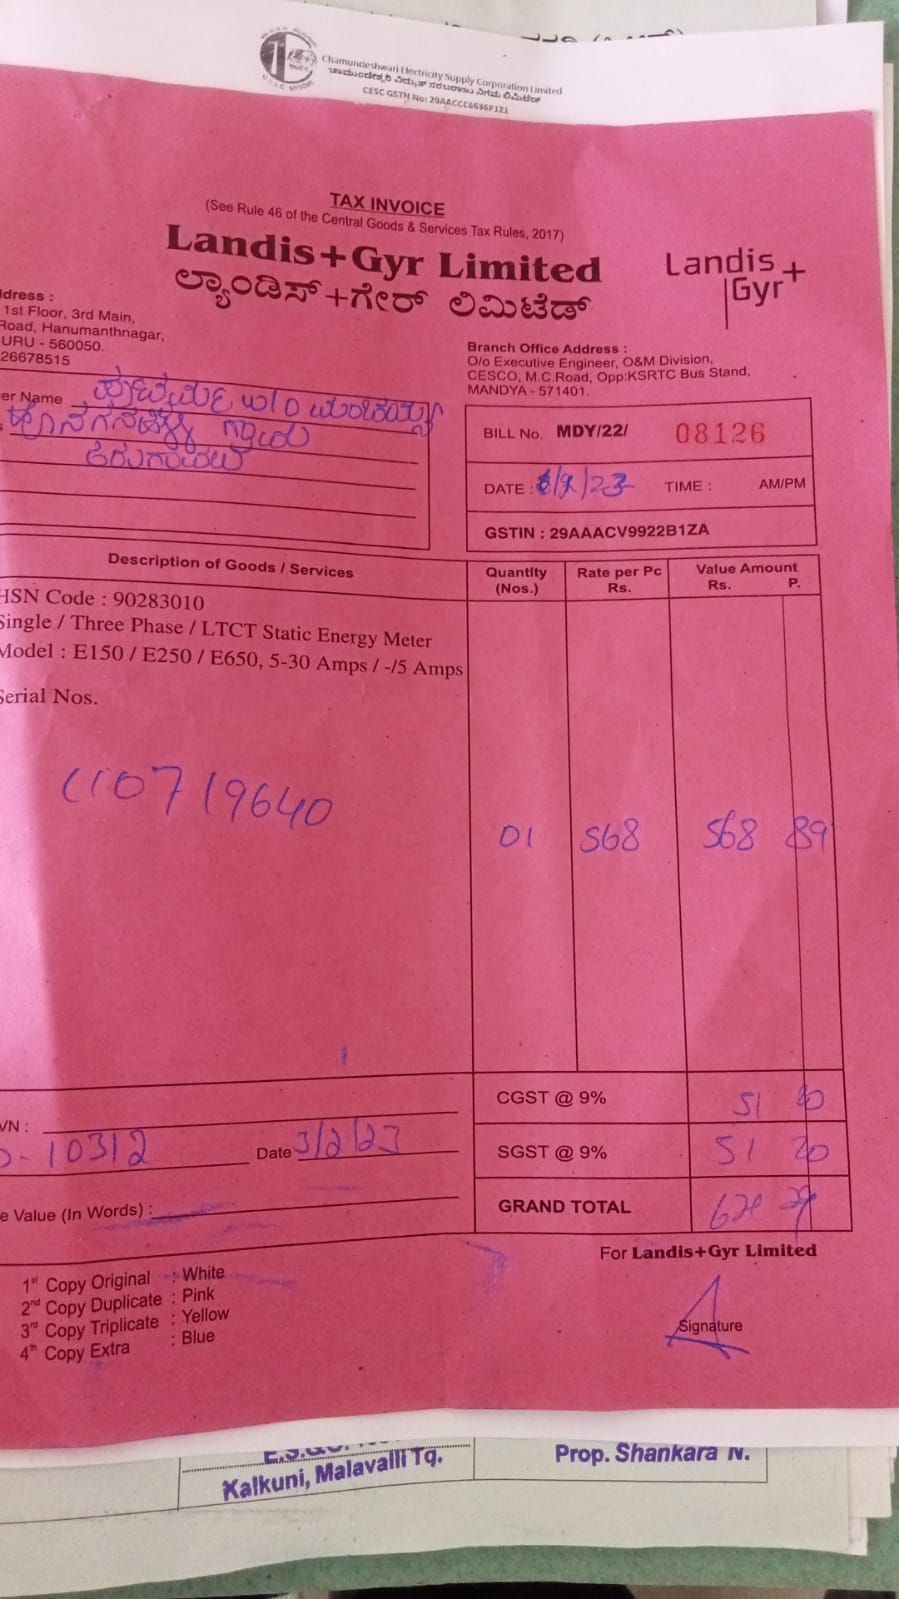 Chamundeshwari Electricity Supply Corporation Limited
ಚಾಮುಂಡೇಶ್ವರಿ ವಿದ್ಯುತ್ ಸರಬರಾಜು ನಿಗಮ ಲಿಮಿಟೆಡ್
CESC GSTN No: 29AACCC6636P1Z1
TAX INVOICE
(See Rule 46 of the Central Goods & Services Tax Rules, 2017)
Landis+Gyr Limited
ಲ್ಯಾಂಡಿಸ್+ಗೇರ್ ಲಿಮಿಟೆಡ್
Landis
Gyr+
ddress :
1st Floor, 3rd Main,
Road, Hanumanthnagar,
URU - 560050.
26678515
Branch Office Address :
O/o Executive Engineer, O&M Division,
CESCO, M.C.Road, Opp:KSRTC Bus Stand,
MANDYA - 571401.
er Name
BILL No. MDY/22/ 08126
DATE : /23 TIME : AM/PM
GSTIN : 29AAACV9922B1ZA
Description of Goods / Services
Quantity (Nos.)
Rate per Pc Rs.
Value Amount Rs. P.
HSN Code : 90283010
Single / Three Phase / LTCT Static Energy Meter
Model : E150 / E250 / E650, 5-30 Amps / -/5 Amps
Serial Nos.
110719640 01 568 568 89
CGST @ 9% 51 20
VN :
10312 Date 3/2/23
SGST @ 9% 51 20
e Value (In Words) :
GRAND TOTAL
For Landis+Gyr Limited
1st Copy Original : White
2nd Copy Duplicate : Pink
3rd Copy Triplicate : Yellow
4th Copy Extra : Blue
Signature
Kalkuni, Malavalli Tq.
Prop. Shankara N.